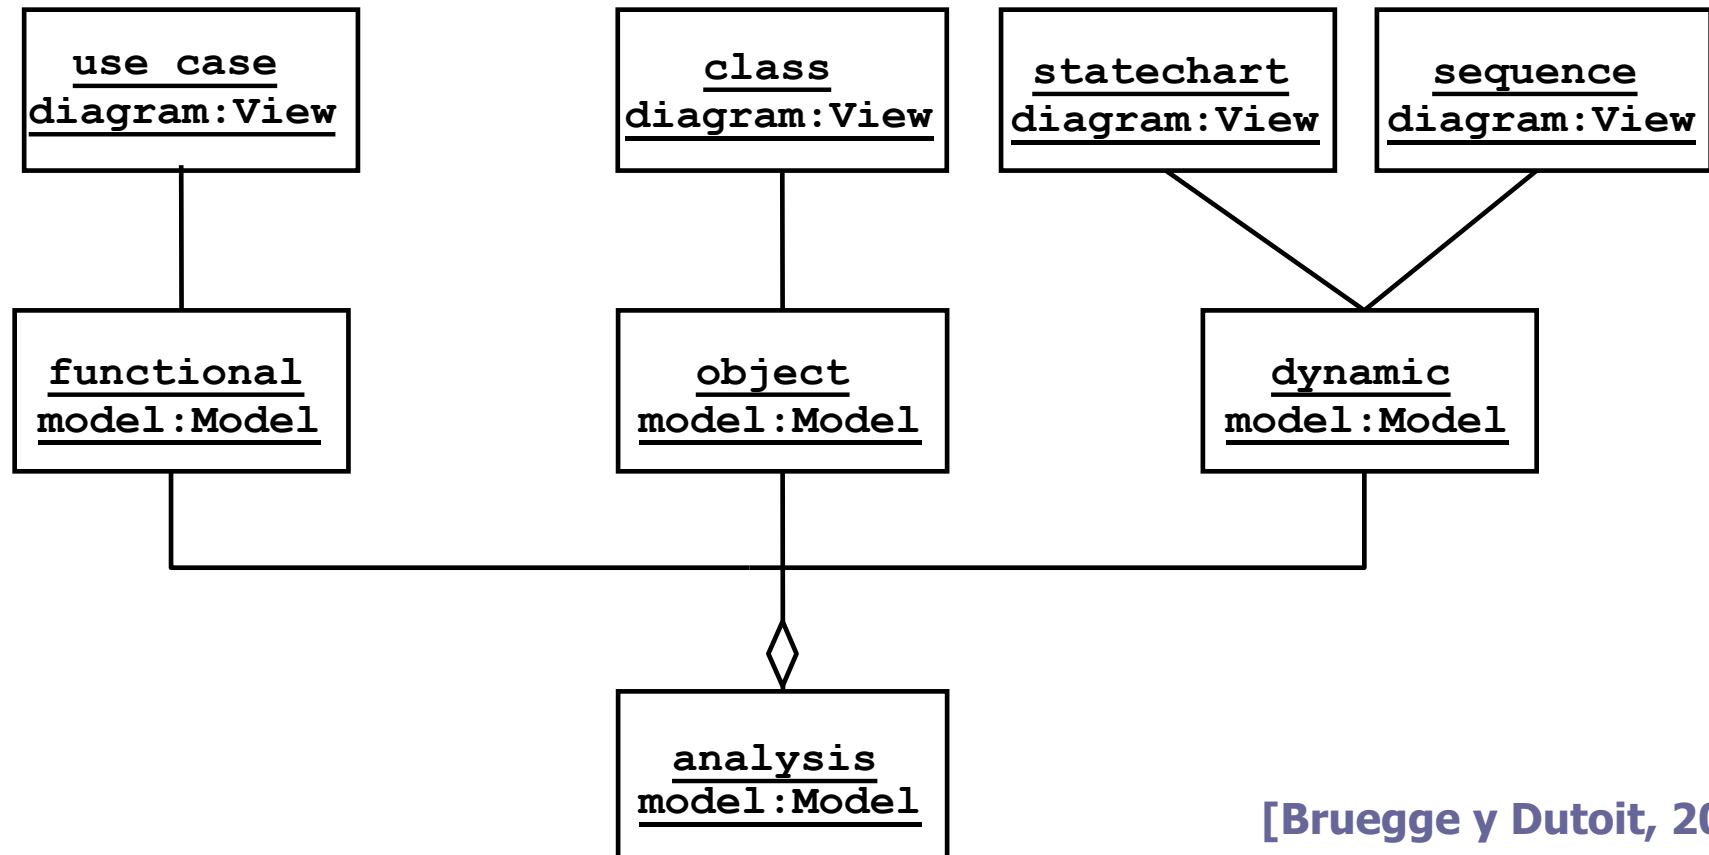 use case
diagram:View
class
diagram:View
statechart
diagram:View
sequence
diagram:View
functional
model:Model
object
model:Model
dynamic
model:Model
analysis
model:Model
[Bruegge y Dutoit,